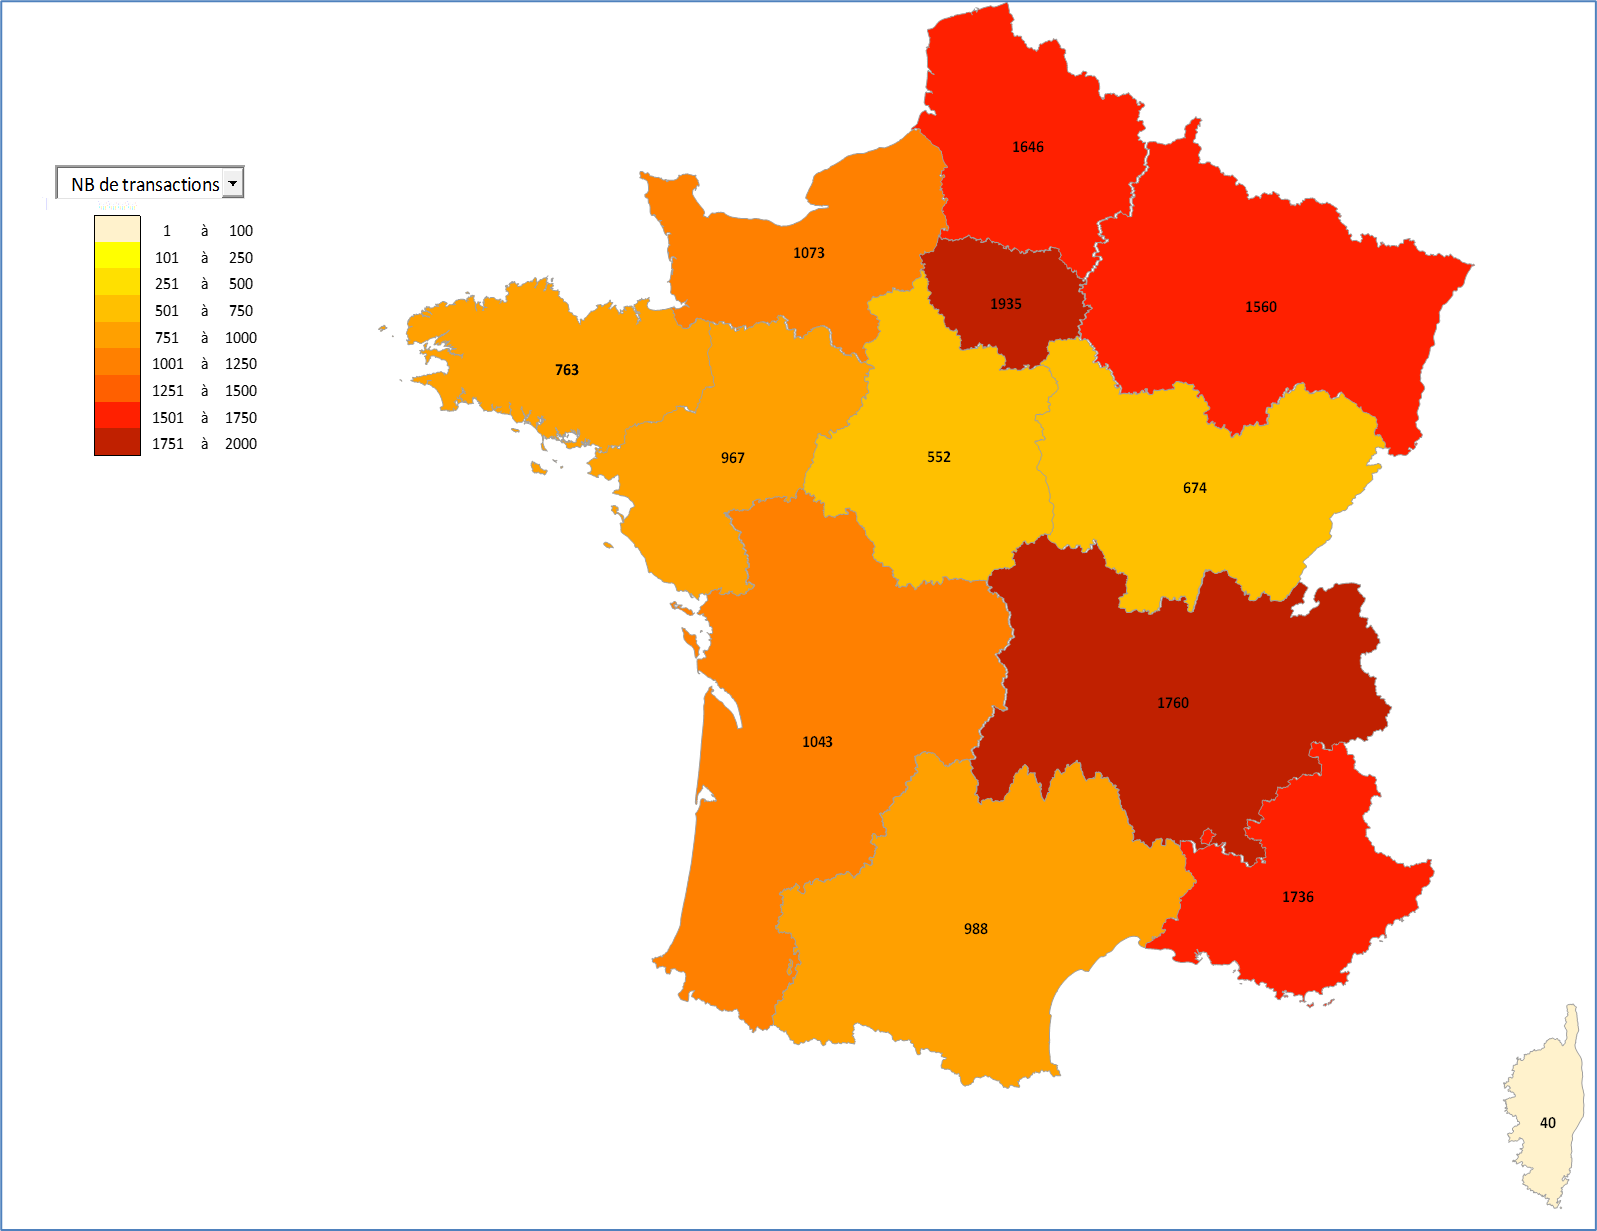 NB de transactions
1 à 100
101 à 250
251 à 500
501 à 750
751 à 1000
1001 à 1250
1251 à 1500
1501 à 1750
1751 à 2000
1646
1073
1935
1560
763
967
552
674
1760
1043
1736
988
40